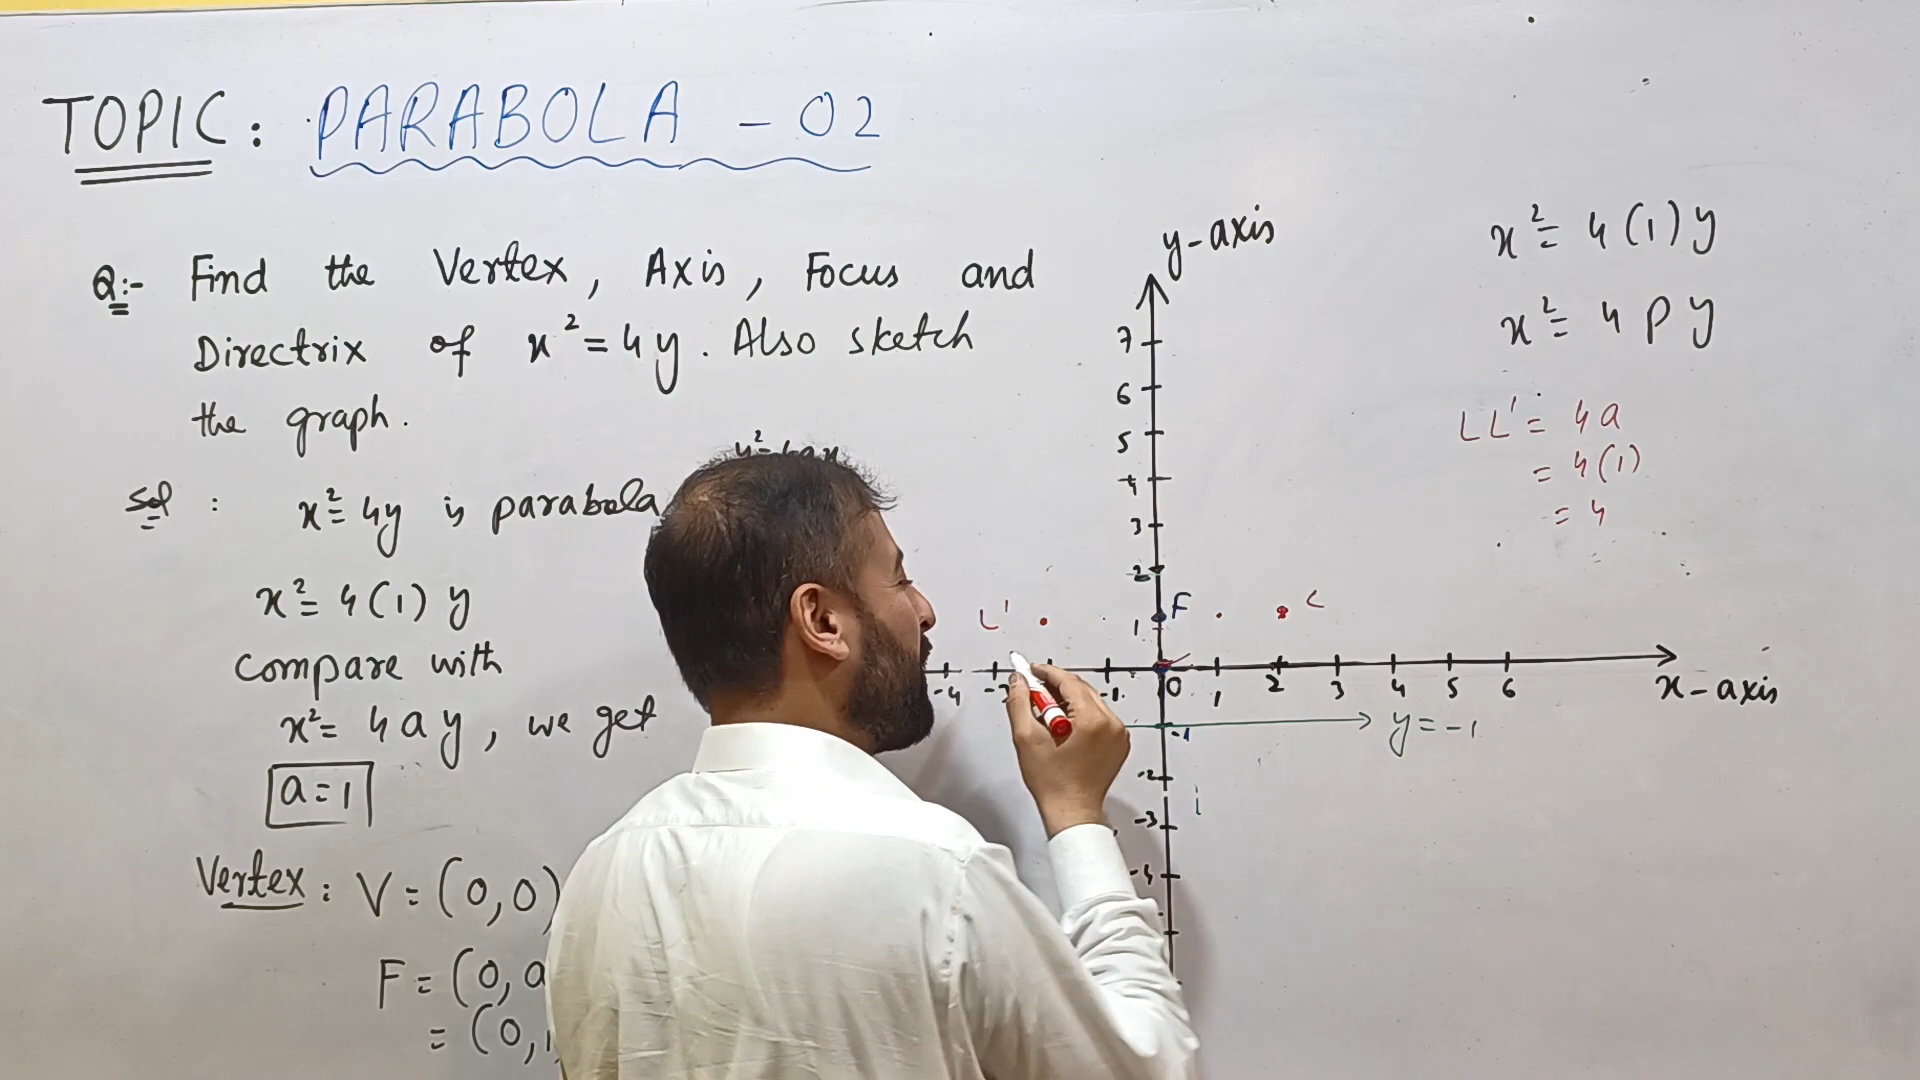 TOPIC: PARABOLA - 02
Q:- Find the Vertex, Axis, Focus and
Directrix of x² = 4y. Also sketch
the graph.
Sol : x² = 4y is parabola
x² = 4(1) y
Compare with
x² = 4 a y, we get
a = 1
Vertex : V = (0,0)
F = (0, a
= (0, 1
y-axis
7
6
5
4
3
2
F
1
L'
L
-4 -1 0 1 2 3 4 5 6
x-axis
-1
y = -1
-2
-3
-4
x² = 4(1) y
x² = 4 p y
LL' = 4a
= 4(1)
= 4